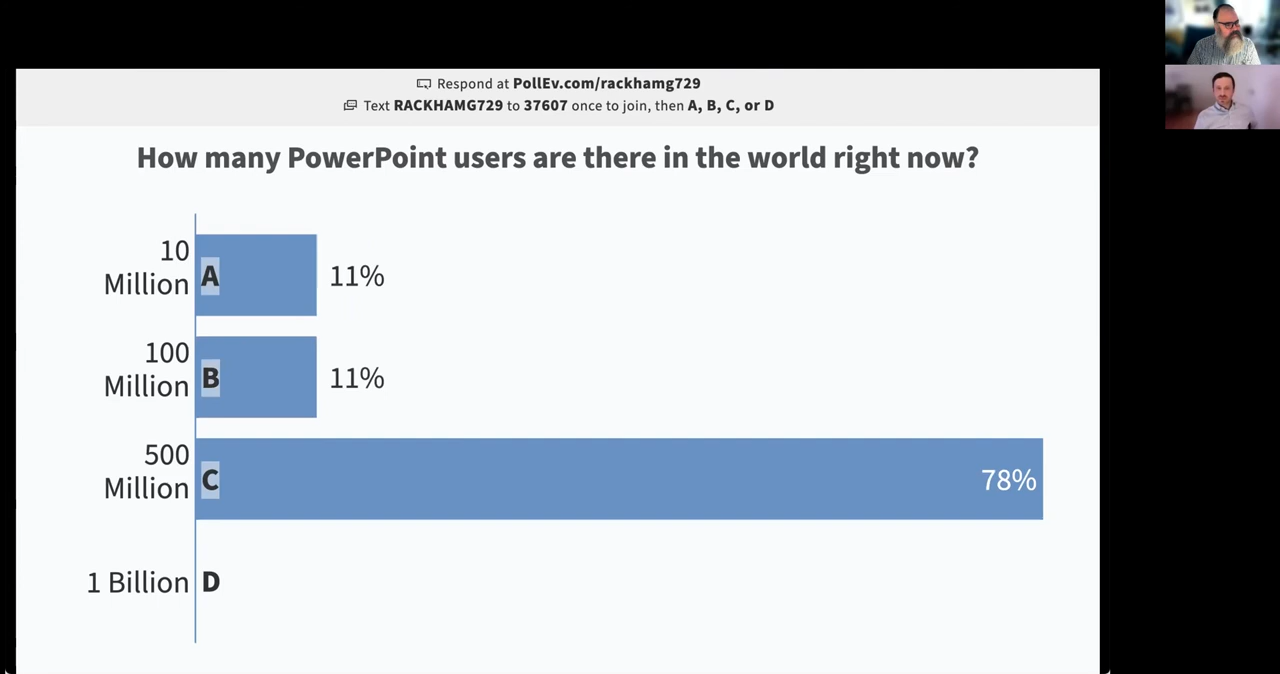 Respond at PollEv.com/rackhamg729
Text RACKHAMG729 to 37607 once to join, then A, B, C, or D
How many PowerPoint users are there in the world right now?
10
Million A 11%
100
Million B 11%
500
Million C 78%
1 Billion D